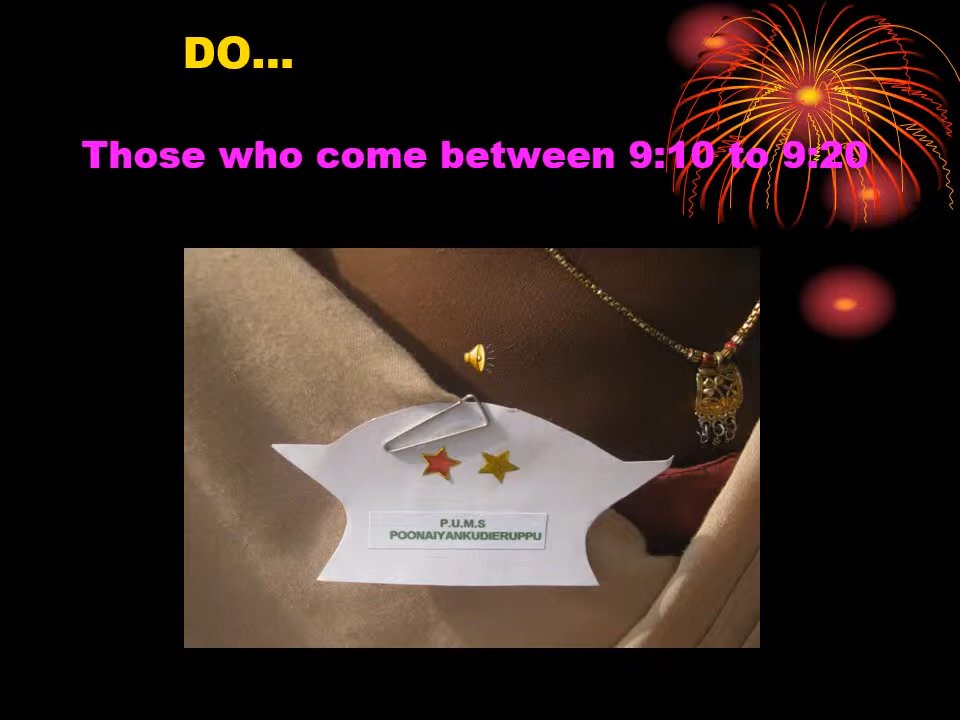 DO...
Those who come between 9:10 to 9:20
P.U.M.S
POONAIYANKUDIERUPPU